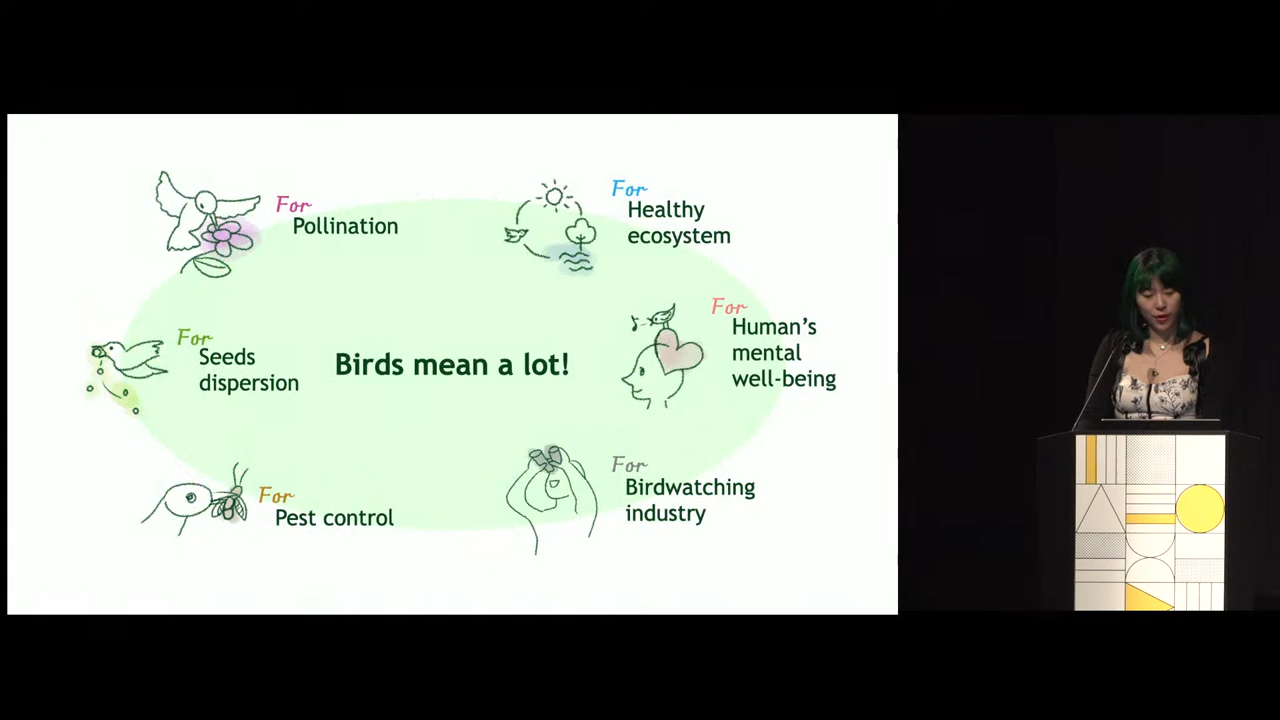 For
Pollination
For
Healthy
ecosystem
For
Seeds
dispersion
Birds mean a lot!
For
Human's
mental
well-being
For
Pest control
For
Birdwatching
industry